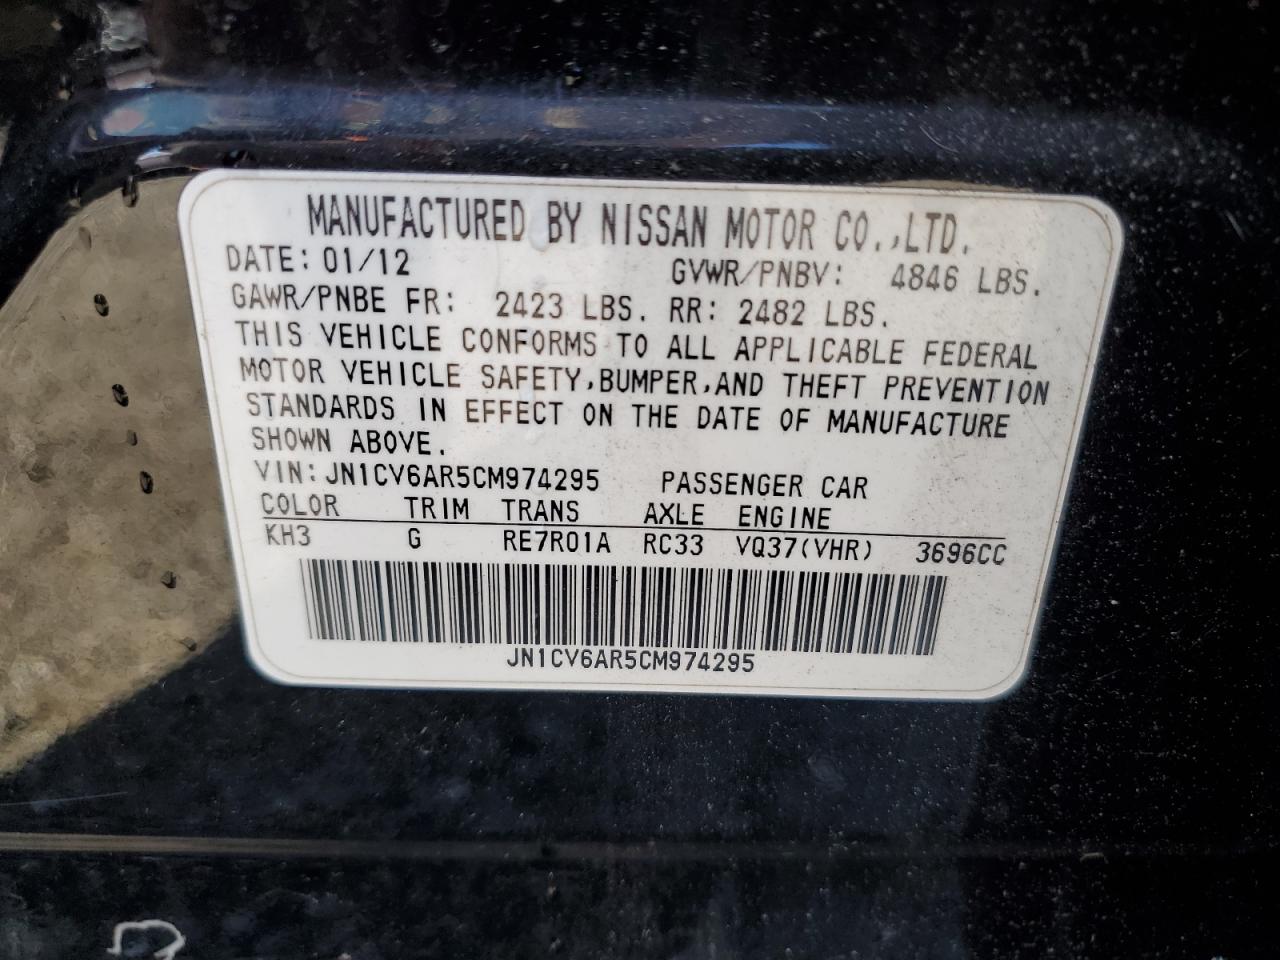 MANUFACTURED BY NISSAN MOTOR CO.,LTD.
DATE: 01/12 GVWR/PNBV: 4846 LBS.
GAWR/PNBE FR: 2423 LBS. RR: 2482 LBS.
THIS VEHICLE CONFORMS TO ALL APPLICABLE FEDERAL
MOTOR VEHICLE SAFETY,BUMPER,AND THEFT PREVENTION
STANDARDS IN EFFECT ON THE DATE OF MANUFACTURE
SHOWN ABOVE.
VIN:JN1CV6AR5CM974295 PASSENGER CAR
COLOR TRIM TRANS AXLE ENGINE
KH3 G RE7R01A RC33 VQ37(VHR) 3696CC
JN1CV6AR5CM974295